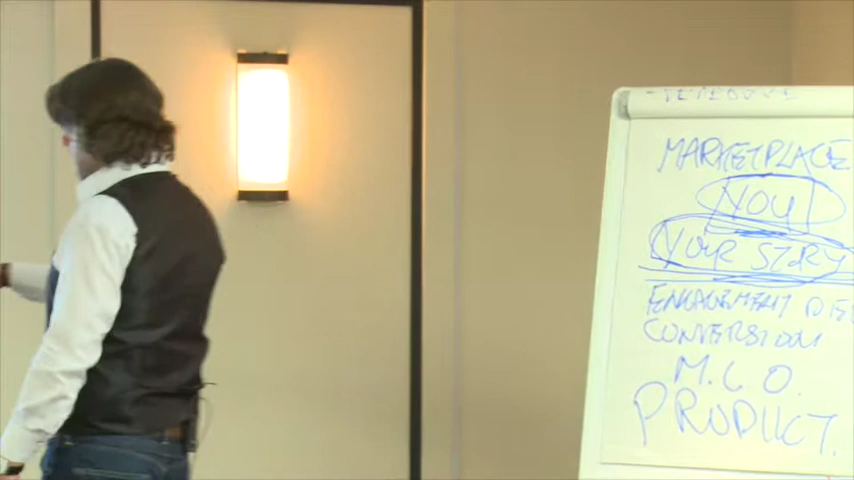 MARKETPLACE
YOU
YOUR STORY
ENGAGEMENT
CONVERSION
M.C.O.
PRODUCT.